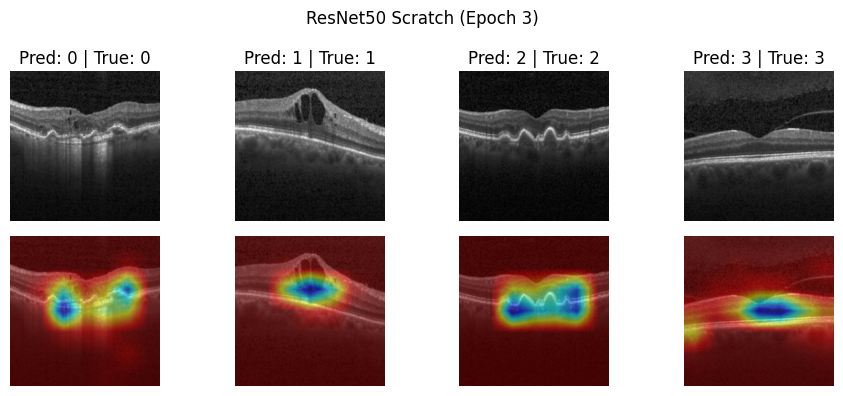 ResNet50 Scratch (Epoch 3)
Pred: 0 | True: 0
Pred: 1 | True: 1
Pred: 2 | True: 2
Pred: 3 | True: 3